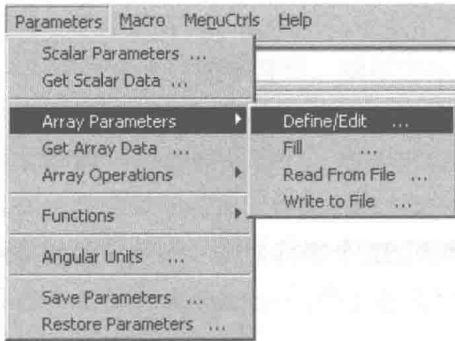 Parameters Macro MenuCtrls Help
Scalar Parameters ...
Get Scalar Data ...
Array Parameters
Get Array Data ...
Array Operations
Functions
Angular Units ...
Save Parameters ...
Restore Parameters ...
Define/Edit ...
Fill ...
Read From File ...
Write to File ...